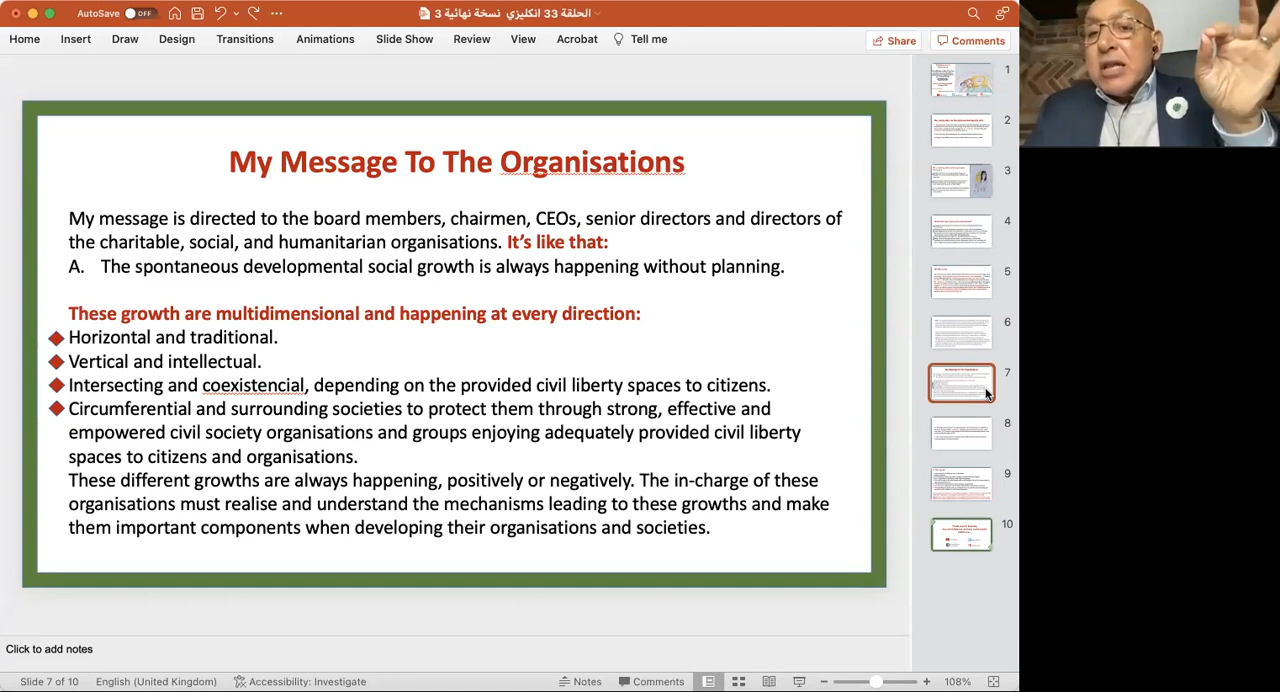 AutoSave OFF
الحلقة 33 انكليزي نسخة نهائية 3
Home Insert Draw Design Transitions Animations Slide Show Review View Acrobat Tell me
Share Comments
My Message To The Organisations
My message is directed to the board members, chairmen, CEOs, senior directors and directors of
the charitable, social and humanitarian organisations. It’s like that:
A. The spontaneous developmental social growth is always happening without planning.
These growth are multidimensional and happening at every direction:
Horizontal and traditional.
Vertical and intellectual.
Intersecting and coenacal, depending on the provided civil liberty spaces to citizens.
Circumferential and surrounding societies to protect them through strong, effective and
empowered civil society organisations and groups enjoing adequately provided civil liberty
spaces to citizens and organisations.
These different growths are always happening, positively or negatively. The in-charge of these
organisations must realise and understand the mechanism leading to these growths and make
them important components when developing their organisations and societies.
1
2
3
4
5
6
7
8
9
10
Click to add notes
Slide 7 of 10 English (United Kingdom) Accessibility: Investigate Notes Comments 108%